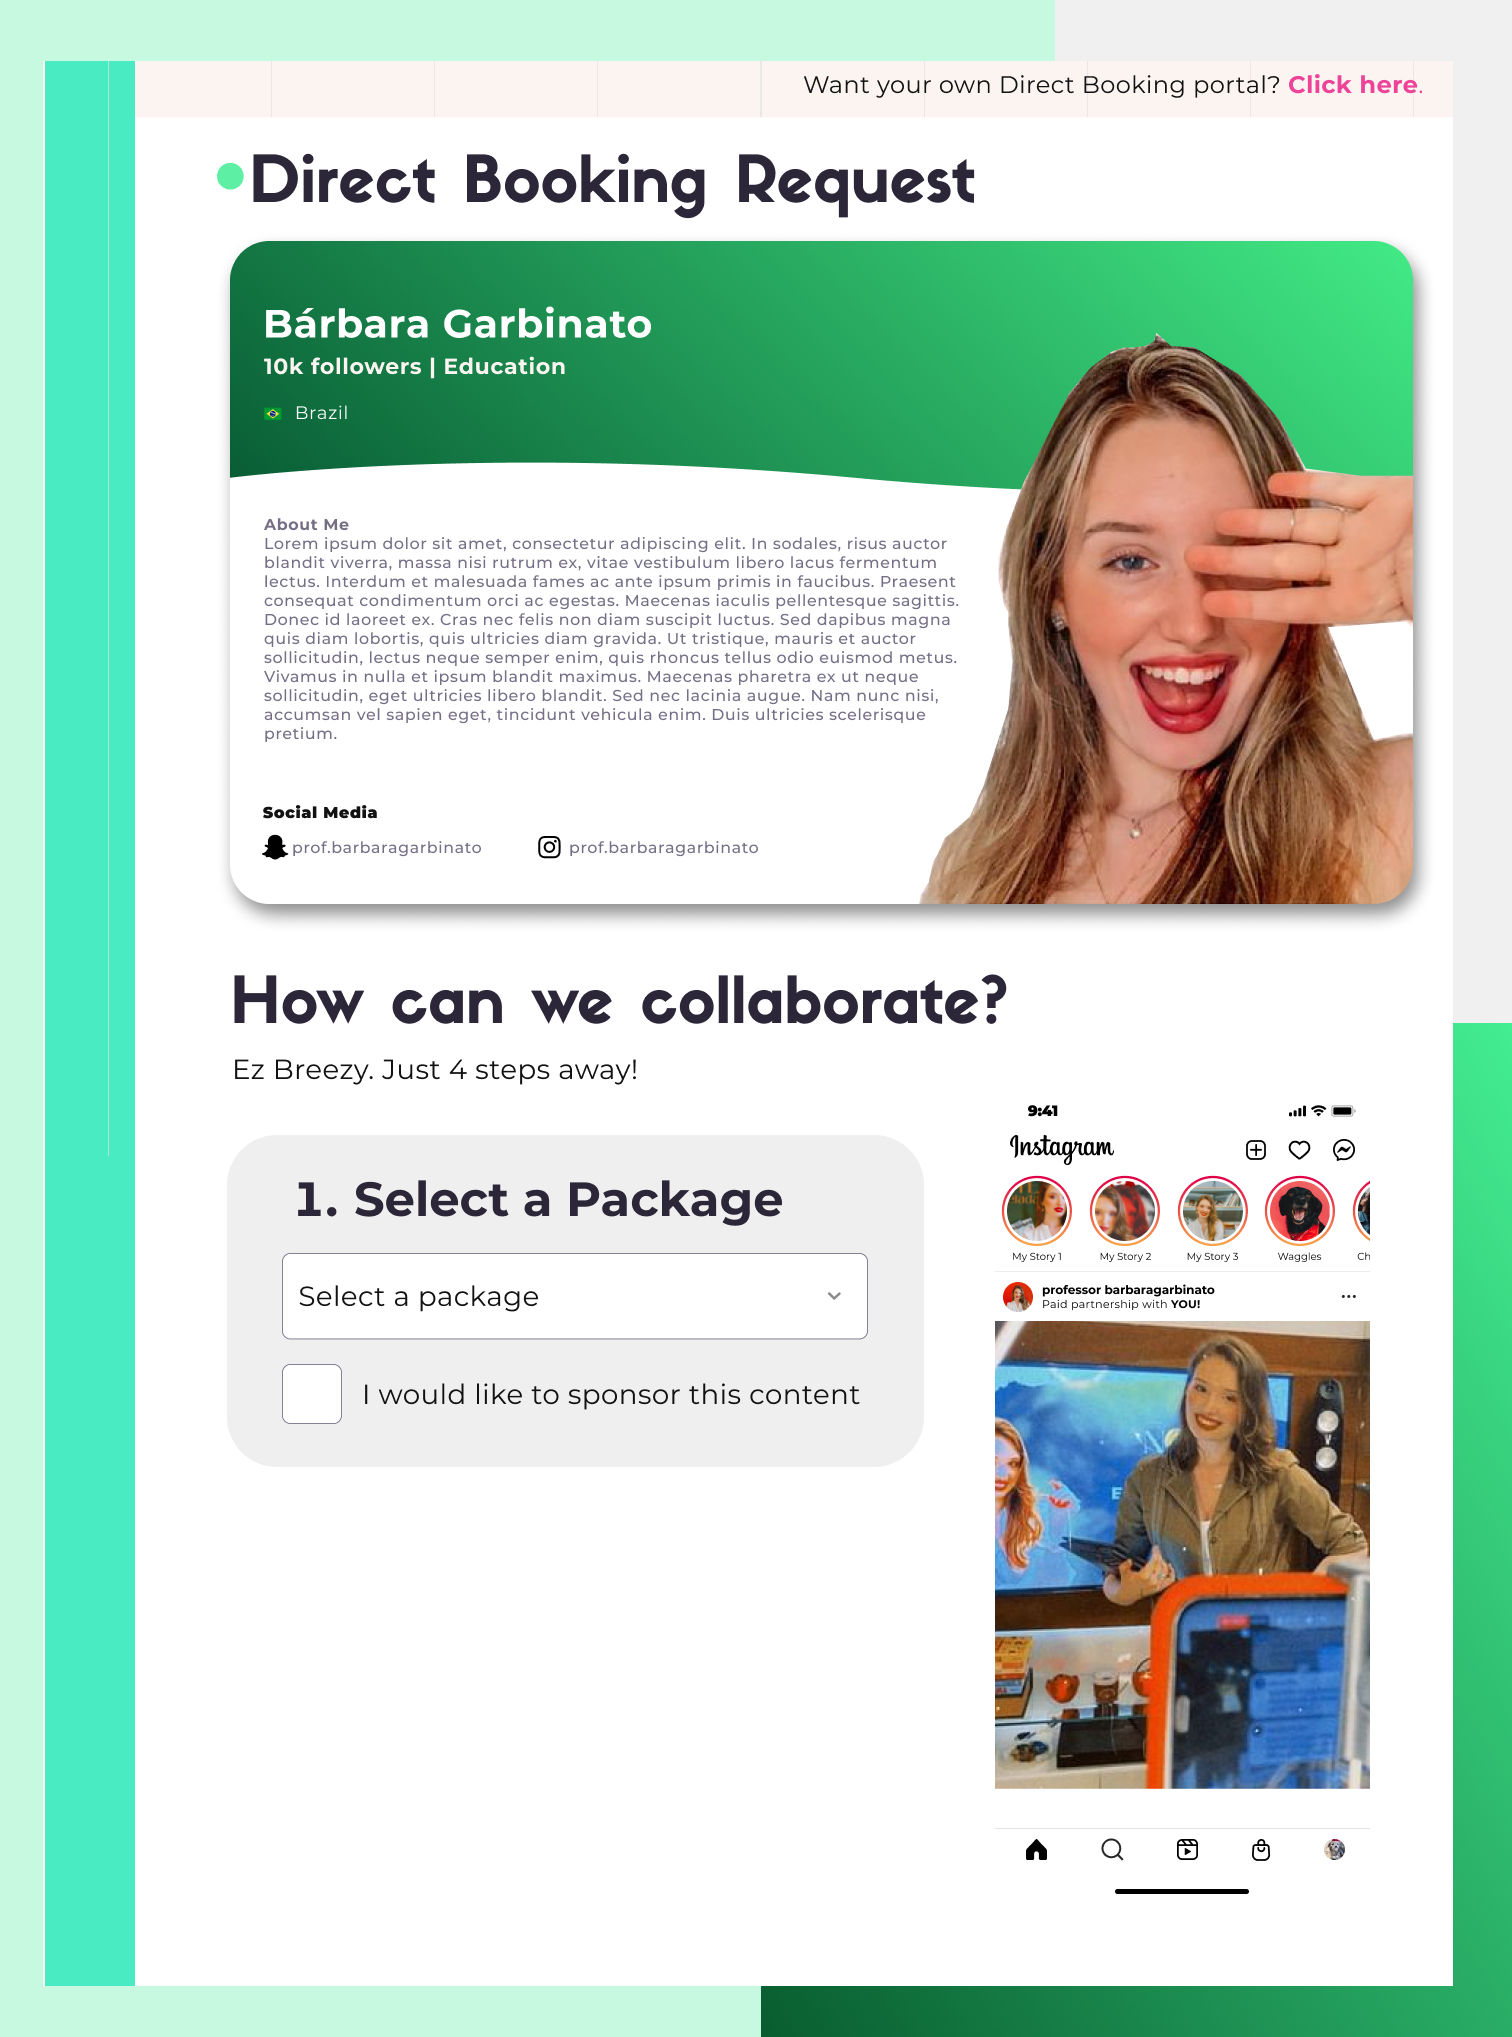 Want your own Direct Booking portal? Click here.
Direct Booking Request
Bárbara Garbinato
10k followers | Education
Brazil
About Me
Lorem ipsum dolor sit amet, consectetur adipiscing elit. In sodales, risus auctor
blandit viverra, massa nisi rutrum ex, vitae vestibulum libero lacus fermentum
lectus. Interdum et malesuada fames ac ante ipsum primis in faucibus. Praesent
consequat condimentum orci ac egestas. Maecenas iaculis pellentesque sagittis.
Donec id laoreet ex. Cras nec felis non diam suscipit luctus. Sed dapibus magna
quis diam lobortis, quis ultricies diam gravida. Ut tristique, mauris et auctor
sollicitudin, lectus neque semper enim, quis rhoncus tellus odio euismod metus.
Vivamus in nulla et ipsum blandit maximus. Maecenas pharetra ex ut neque
sollicitudin, eget ultricies libero blandit. Sed nec lacinia augue. Nam nunc nisi,
accumsan vel sapien eget, tincidunt vehicula enim. Duis ultricies scelerisque
pretium.
Social Media
prof.barbaragarbinato prof.barbaragarbinato
How can we collaborate?
Ez Breezy. Just 4 steps away!
1. Select a Package
Select a package
I would like to sponsor this content
9:41
Instagram
My Story 1 My Story 2 My Story 3 Waggles Ch
professor barbaragarbinato
Paid partnership with YOU!